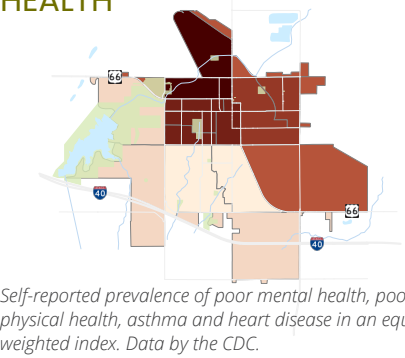 HEALTH
66
40
66
40
Self-reported prevalence of poor mental health, poo
physical health, asthma and heart disease in an equ
weighted index. Data by the CDC.